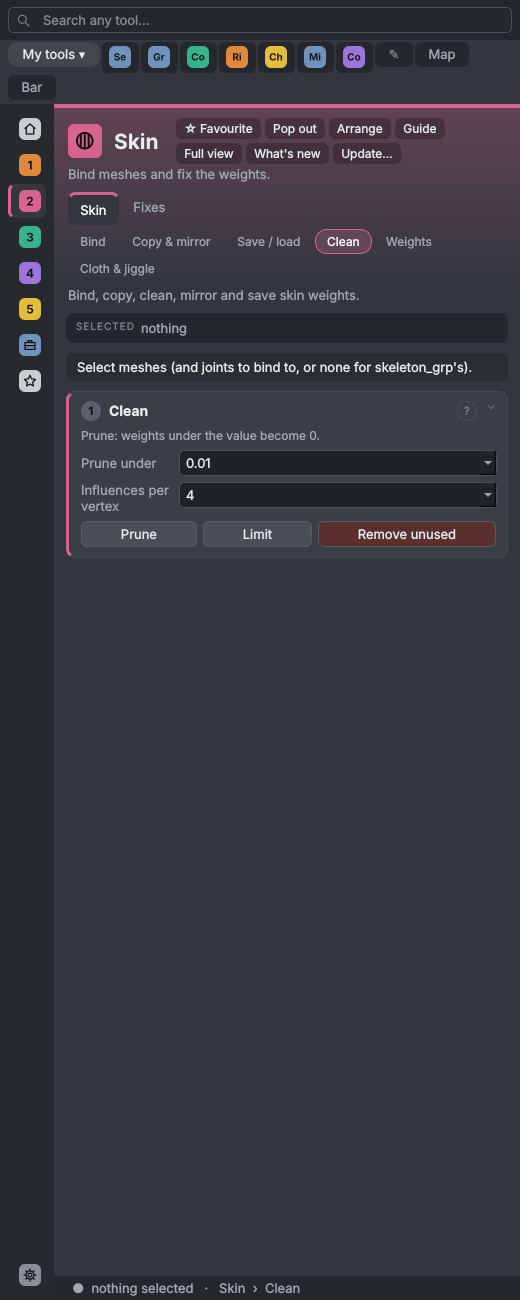 Search any tool...
My tools ▾ Se Gr Co Ri Ch Mi Co ✎ Map
Bar
1
2
3
4
5
Skin
☆ Favourite Pop out Arrange Guide
Full view What's new Update...
Bind meshes and fix the weights.
Skin Fixes
Bind Copy & mirror Save / load Clean Weights
Cloth & jiggle
Bind, copy, clean, mirror and save skin weights.
SELECTED nothing
Select meshes (and joints to bind to, or none for skeleton_grp's).
1 Clean ?
Prune: weights under the value become 0.
Prune under 0.01
Influences per vertex 4
Prune Limit Remove unused
nothing selected · Skin › Clean